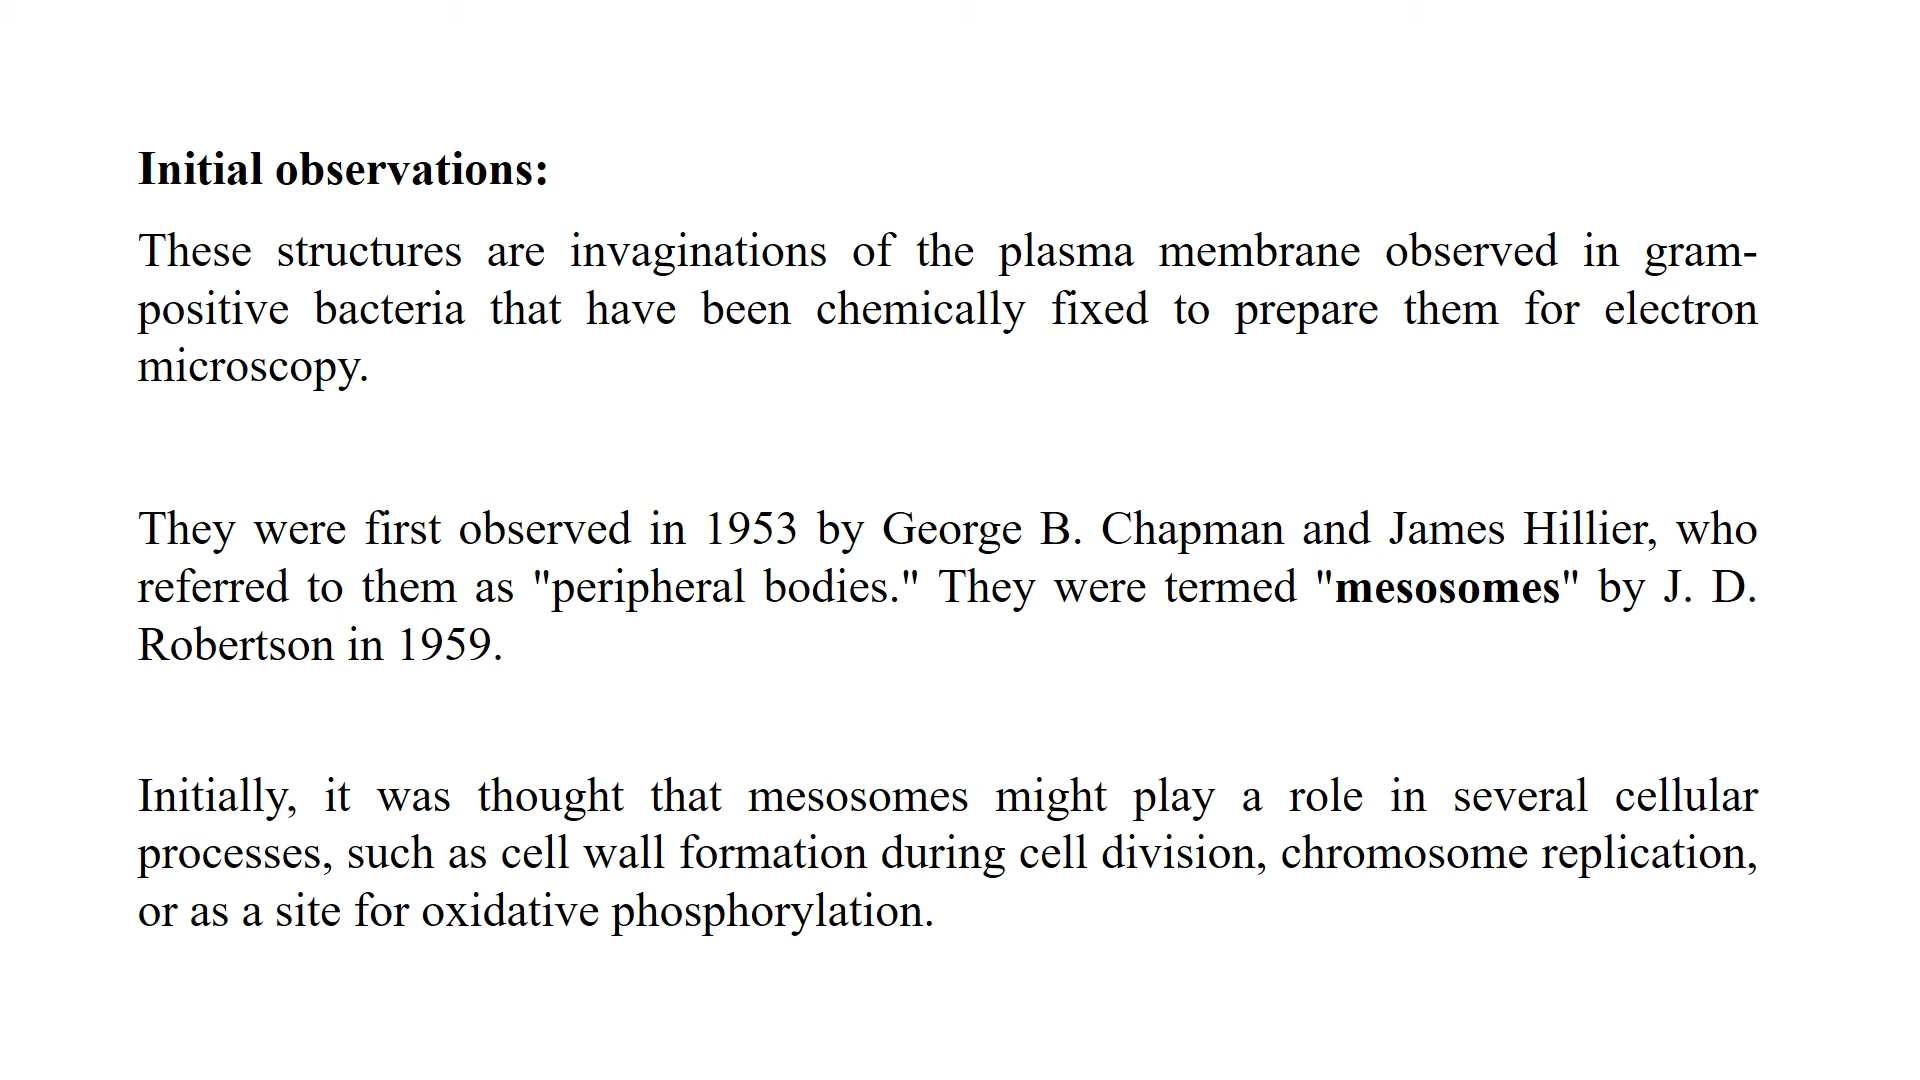 Initial observations:
These structures are invaginations of the plasma membrane observed in gram-
positive bacteria that have been chemically fixed to prepare them for electron
microscopy.
They were first observed in 1953 by George B. Chapman and James Hillier, who
referred to them as "peripheral bodies." They were termed "mesosomes" by J. D.
Robertson in 1959.
Initially, it was thought that mesosomes might play a role in several cellular
processes, such as cell wall formation during cell division, chromosome replication,
or as a site for oxidative phosphorylation.